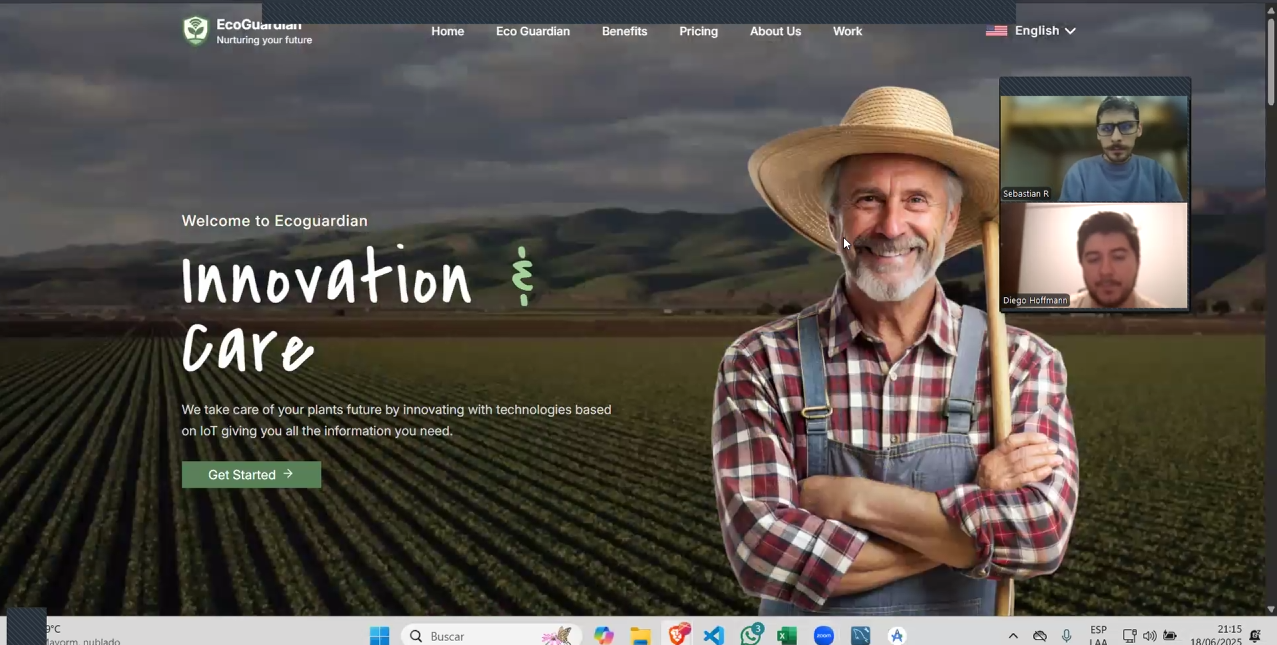 EcoGuardian
Nurturing your future
Home
Eco Guardian
Benefits
Pricing
About Us
Work
English
Sebastian R
Diego Hoffmann
Welcome to Ecoguardian
Innovation &
Care
We take care of your plants future by innovating with technologies based
on IoT giving you all the information you need.
Get Started →
9°C
Mayorm. nublado
Buscar
3
zoom
ESP
LAA
21:15
18/06/2025